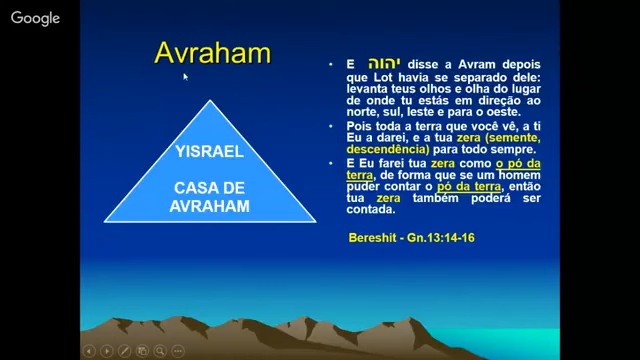 Google
Avraham
YISRAEL
CASA DE
AVRAHAM
• E יהוה disse a Avram depois
que Lot havia se separado dele:
levanta teus olhos e olha do lugar
de onde tu estás em direção ao
norte, sul, leste e para o oeste.
• Pois toda a terra que você vê, a ti
Eu a darei, e a tua zera (semente,
descendência) para todo sempre.
• E Eu farei tua zera como o pó da
terra, de forma que se um homem
puder contar o pó da terra, então
tua zera também poderá ser
contada.
Bereshit - Gn.13:14-16